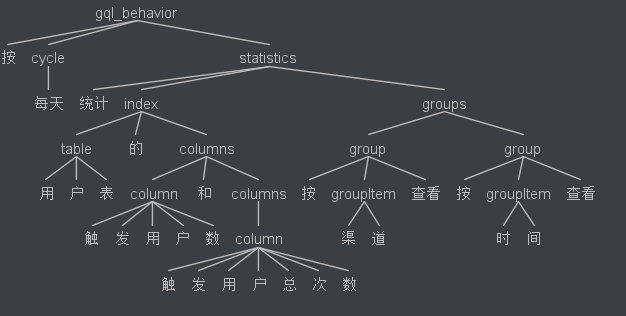 gql_behavior
按 cycle statistics
每天 统计 index groups
table 的 columns group group
用 户 表 column 和 columns 按 groupItem 查看 按 groupItem 查看
触 发 用 户 数 column 渠 道 时 间
触 发 用 户 总 次 数